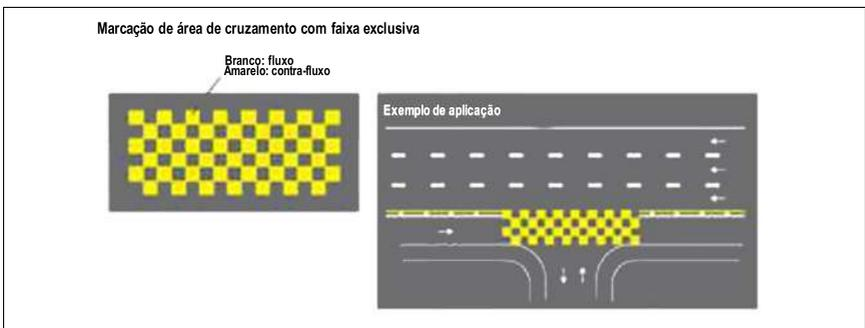 Marcação de área de cruzamento com faixa exclusiva
Branco: fluxo
Amarelo: contra-fluxo
Exemplo de aplicação